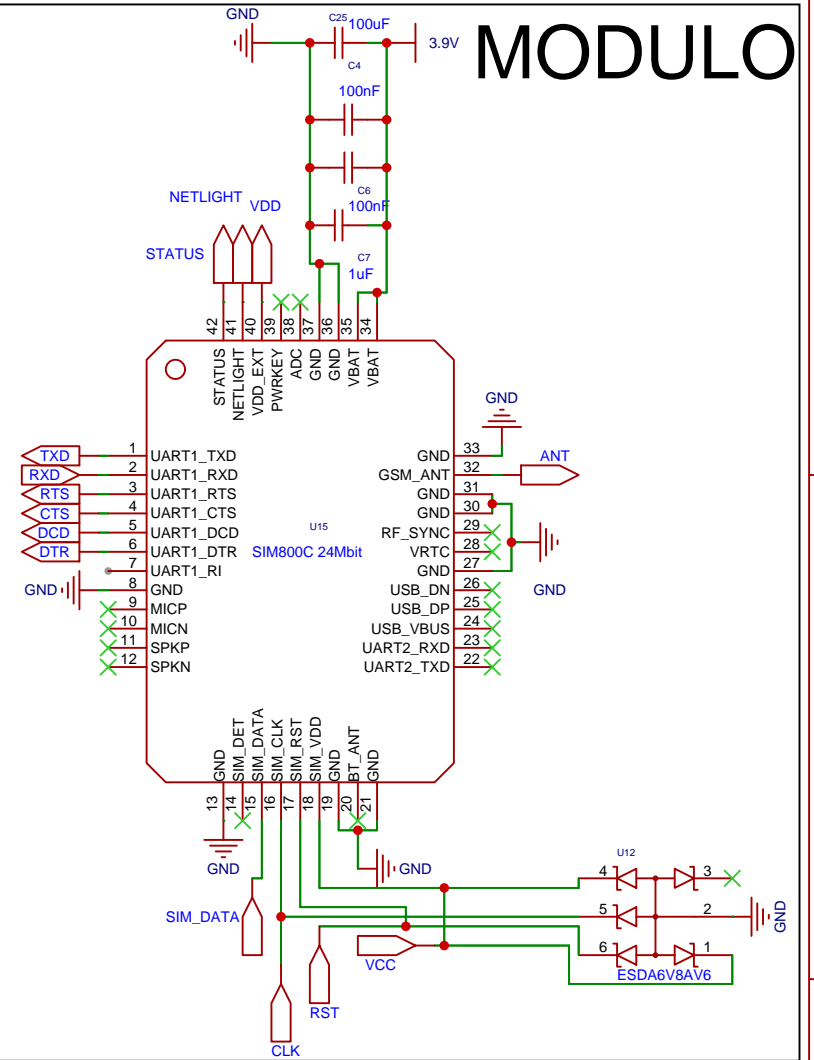 GND
C25
100uF
3.9V
MODULO
C4
100nF
C6
100nF
C7
1uF
NETLIGHT
VDD
STATUS
42
41
40
39
38
37
36
35
34
STATUS
NETLIGHT
VDD_EXT
PWRKEY
ADC
GND
GND
VBAT
VBAT
TXD
1
UART1_TXD
RXD
2
UART1_RXD
RTS
3
UART1_RTS
CTS
4
UART1_CTS
DCD
5
UART1_DCD
DTR
6
UART1_DTR
7
UART1_RI
GND
8
GND
9
MICP
10
MICN
11
SPKP
12
SPKN
U15
SIM800C 24Mbit
GND
GND
33
ANT
GSM_ANT
32
GND
31
GND
30
RF_SYNC
29
VRTC
28
GND
27
GND
USB_DN
26
USB_DP
25
USB_VBUS
24
UART2_RXD
23
UART2_TXD
22
GND
SIM_DET
SIM_DATA
SIM_CLK
SIM_RST
SIM_VDD
GND
BT_ANT
GND
13
14
15
16
17
18
19
20
21
GND
GND
SIM_DATA
CLK
RST
VCC
U12
4
3
5
2
6
1
GND
ESDA6V8AV6